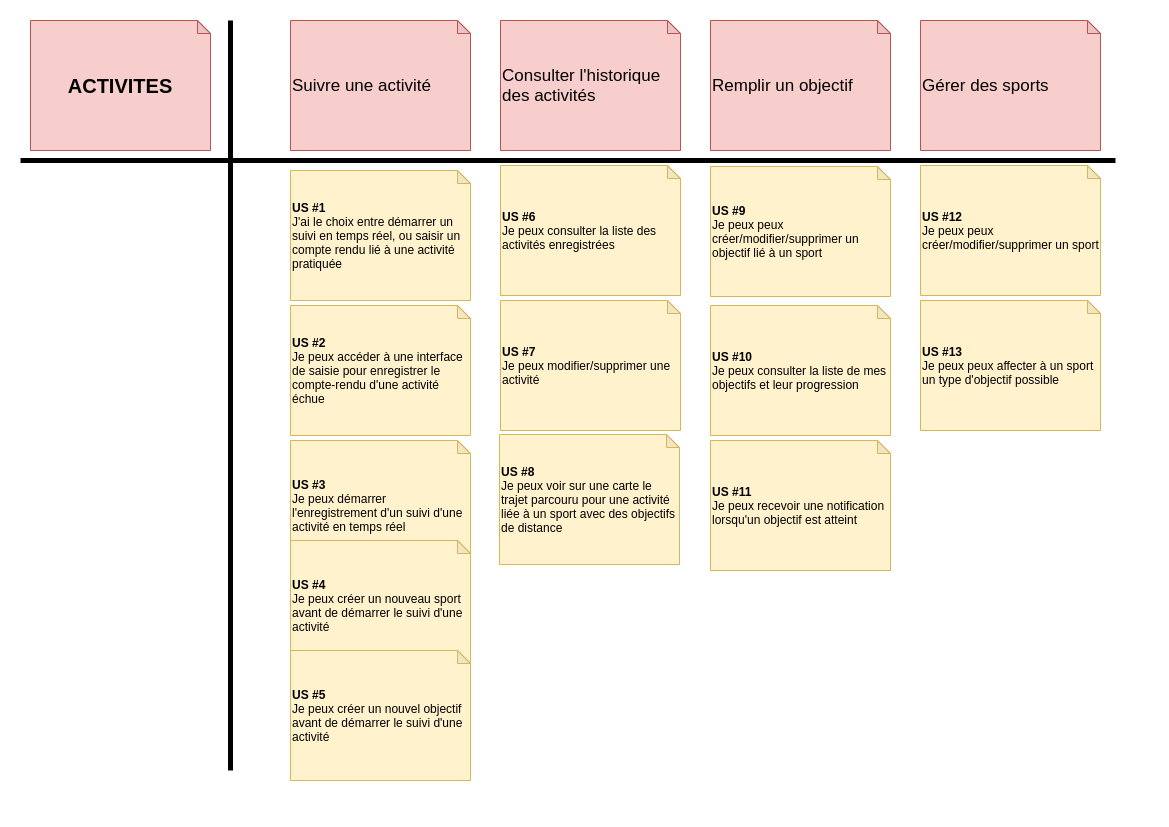 ACTIVITES
Suivre une activité
Consulter l'historique
des activités
Remplir un objectif
Gérer des sports
US #1
J'ai le choix entre démarrer un
suivi en temps réel, ou saisir un
compte rendu lié à une activité
pratiquée
US #2
Je peux accéder à une interface
de saisie pour enregistrer le
compte-rendu d'une activité
échue
US #3
Je peux démarrer
l'enregistrement d'un suivi d'une
activité en temps réel
US #4
Je peux créer un nouveau sport
avant de démarrer le suivi d'une
activité
US #5
Je peux créer un nouvel objectif
avant de démarrer le suivi d'une
activité
US #6
Je peux consulter la liste des
activités enregistrées
US #7
Je peux modifier/supprimer une
activité
US #8
Je peux voir sur une carte le
trajet parcouru pour une activité
liée à un sport avec des objectifs
de distance
US #9
Je peux peux
créer/modifier/supprimer un
objectif lié à un sport
US #10
Je peux consulter la liste de mes
objectifs et leur progression
US #11
Je peux recevoir une notification
lorsqu'un objectif est atteint
US #12
Je peux peux
créer/modifier/supprimer un sport
US #13
Je peux peux affecter à un sport
un type d'objectif possible